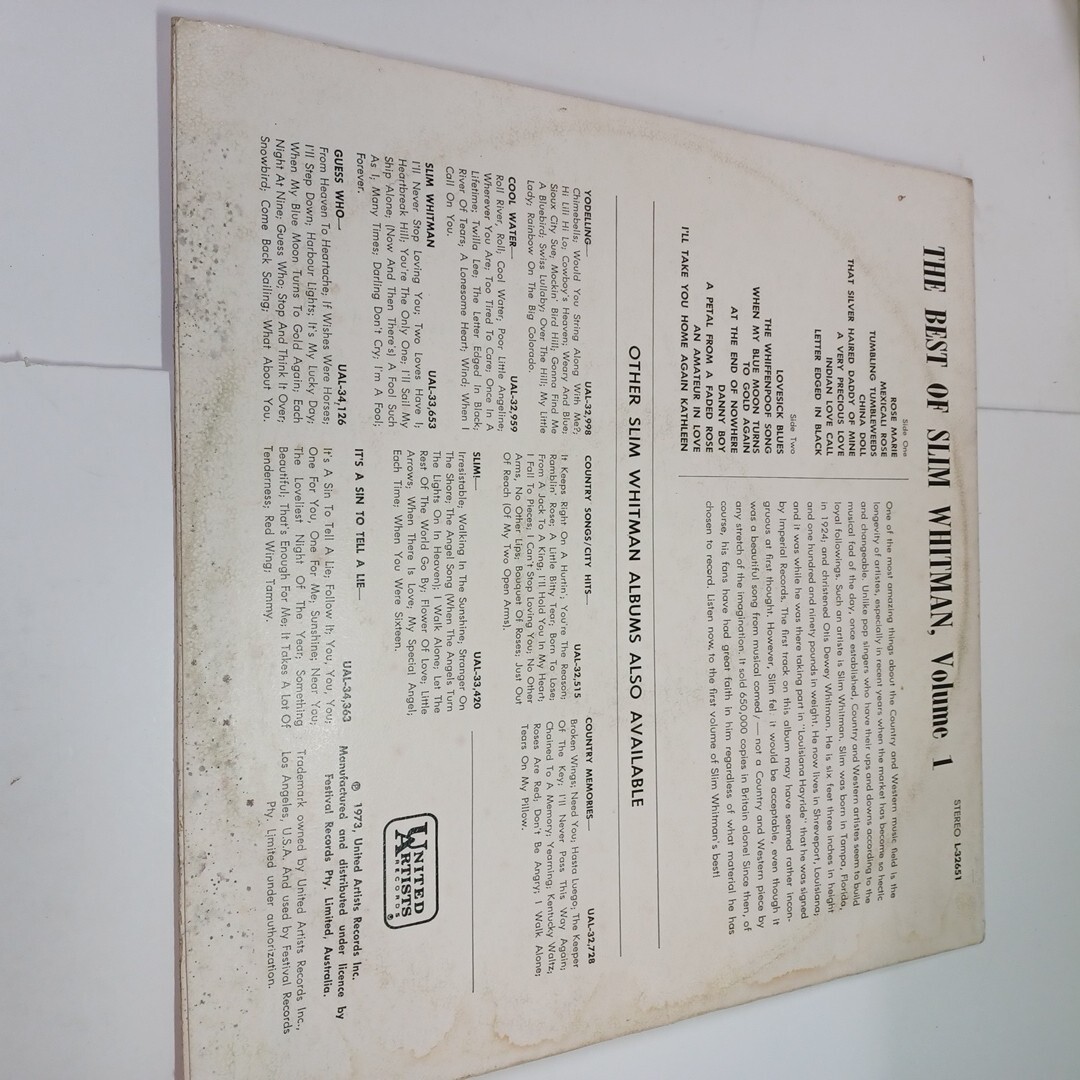 STEREO L-32651
THE BEST OF SLIM WHITMAN, Volume 1
Side One
ROSE MARIE
MEXICALI ROSE
CHINA DOLL
TUMBLING TUMBLEWEEDS
THAT SILVER HAIRED DADDY OF MINE
A VERY PRECIOUS LOVE
INDIAN LOVE CALL
LETTER EDGED IN BLACK
Side Two
LOVESICK BLUES
THE WHIFFENPOOF SONG
WHEN MY BLUE MOON TURNS
TO GOLD AGAIN
DANNY BOY
AT THE END OF NOWHERE
A PETAL FROM A FADED ROSE
AN AMATEUR IN LOVE
I'LL TAKE YOU HOME AGAIN KATHLEEN
One of the most amazing things about the Country and Western music field is the
longevity of artistes, especially in recent years when the market has become so hectic
and changeable. Unlike pop singers who have their ups and downs according to the
musical fad of the day, once established, Country and Western artistes seem to build
loyal followings. Such an artiste is Slim Whitman. Slim was born in Tampa, Florida,
in 1924; and christened Otis Dewey Whitman. He is six feet three inches in height
and one hundred and ninety pounds in weight. He now lives in Shreveport, Louisiana;
and it was while he was there taking part in "Louisiana Hayride" that he was signed
by Imperial Records. The first track on this album may have seemed rather incon-
gruous at first thought. However, Slim felt it would be acceptable, even though it
was a beautiful song from musical comedy — not a Country and Western piece by
any stretch of the imagination. It sold 650,000 copies in Britain alone! Since then, of
course, his fans have had great faith in him regardless of what material he has
chosen to record. Listen now, to the first volume of Slim Whitman's best!
OTHER SLIM WHITMAN ALBUMS ALSO AVAILABLE
YODELLING— UAL-32,998
Chimebells; Would You String Along With Me?;
Hi Lili Hi Lo; Cowboy's Heaven; Weary And Blue;
Sioux City Sue; Mockin' Bird Hill; Gonna Find Me
A Bluebird; Swiss Lullaby; Over The Hill; My Little
Lady; Rainbow On The Big Colorado.
COOL WATER— UAL-32,959
Roll River, Roll; Cool Water; Poor Little Angeline;
Wherever You Are; Too Tired To Care; Once In A
Lifetime; Twilla Lee; The Letter Edged In Black;
River Of Tears; A Lonesome Heart; Wind; When I
Call On You.
SLIM WHITMAN UAL-33,653
I'll Never Stop Loving You; Two Loves Have I;
Heartbreak Hill; You're The Only One; I'll Sail My
Ship Alone; (Now And Then There's) A Fool Such
As I; Many Times; Darling Don't Cry; I'm A Fool;
Forever.
GUESS WHO— UAL-34,126
From Heaven To Heartache; If Wishes Were Horses;
I'll Step Down; Harbour Lights; It's My Lucky Day;
When My Blue Moon Turns To Gold Again; Each
Night At Nine; Guess Who; Stop And Think It Over;
Snowbird; Come Back Sailing; What About You.
COUNTRY SONGS/CITY HITS— UAL-32,515
It Keeps Right On A Hurtin'; You're The Reason;
Ramblin' Rose; A Little Bitty Tear; Born To Lose;
From A Jack To A King; I'll Hold You In My Heart;
I Fall To Pieces; I Can't Stop Loving You; No Other
Arms, No Other Lips; Bouquet Of Roses; Just Out
Of Reach (Of My Two Open Arms).
SLIM!— UAL-33,420
Irresistable; Walking In The Sunshine; Stranger On
The Shore; The Angel Song (When The Angels Turn
The Lights On In Heaven); I Walk Alone; Let The
Rest Of The World Go By; Flower Of Love; Little
Arrows; When There Is Love; My Special Angel;
Each Time; When You Were Sixteen.
IT'S A SIN TO TELL A LIE— UAL-34,363
It's A Sin To Tell A Lie; Follow It; You, You, You;
One For You, One For Me; Sunshine; Near You;
The Loveliest Night Of The Year; Something
Beautiful; That's Enough For Me; It Takes A Lot Of
Tenderness; Red Wing; Tammy.
COUNTRY MEMORIES— UAL-32,728
Broken Wings; Need You; Hasta Luego; The Keeper
Of The Key; I'll Never Pass This Way Again;
Chained To A Memory; Yearning; Kentucky Waltz;
Roses Are Red; Don't Be Angry; I Walk Alone;
Tears On My Pillow.
UNITED
ARTISTS
RECORDS®
℗ 1973, United Artists Records Inc.
Manufactured and distributed under licence by
Festival Records Pty. Limited, Australia.
Trademark owned by United Artists Records Inc.,
Los Angeles, U.S.A. And used by Festival Records
Pty. Limited under authorization.